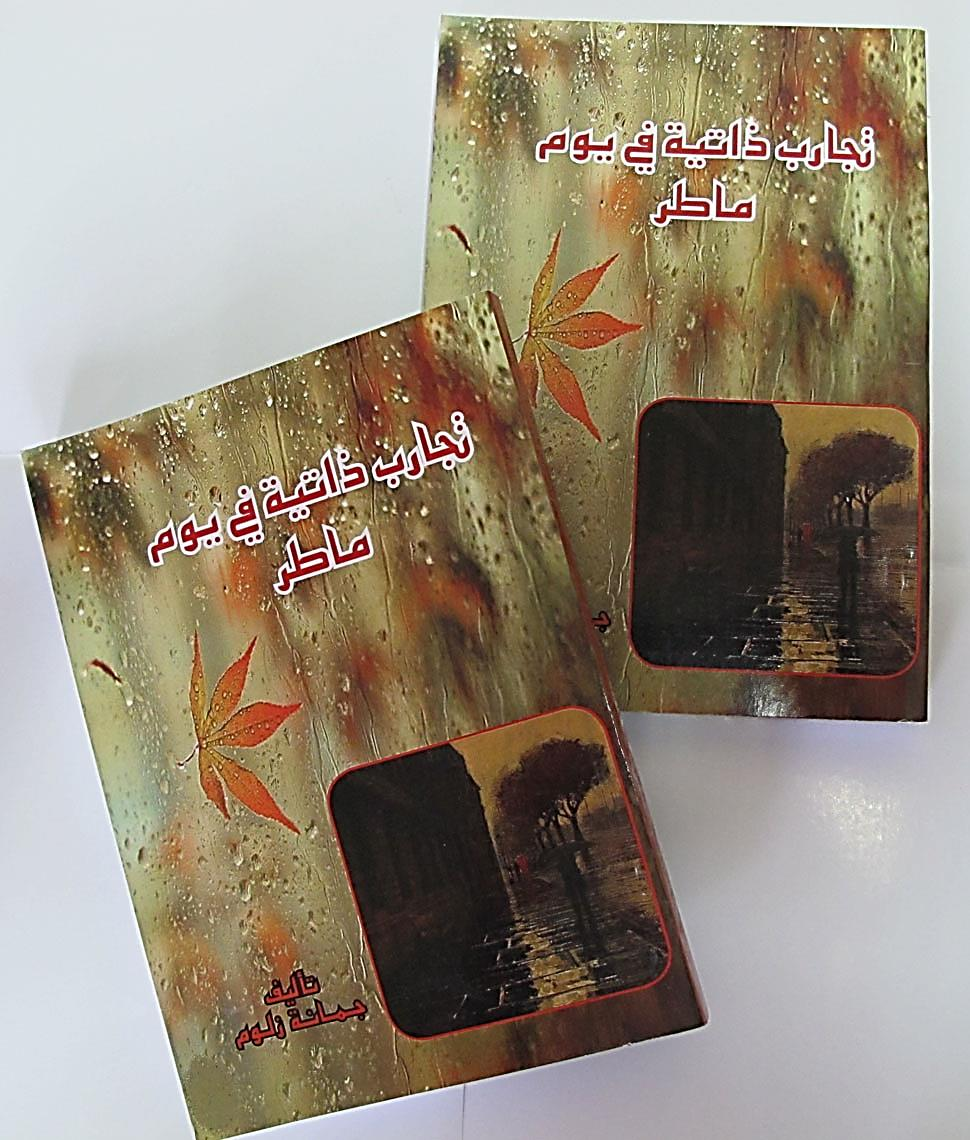 تجارب ذاتية في يوم
ماطر
تجارب ذاتية في يوم
ماطر
تأليف
جمانة زلوم
ج